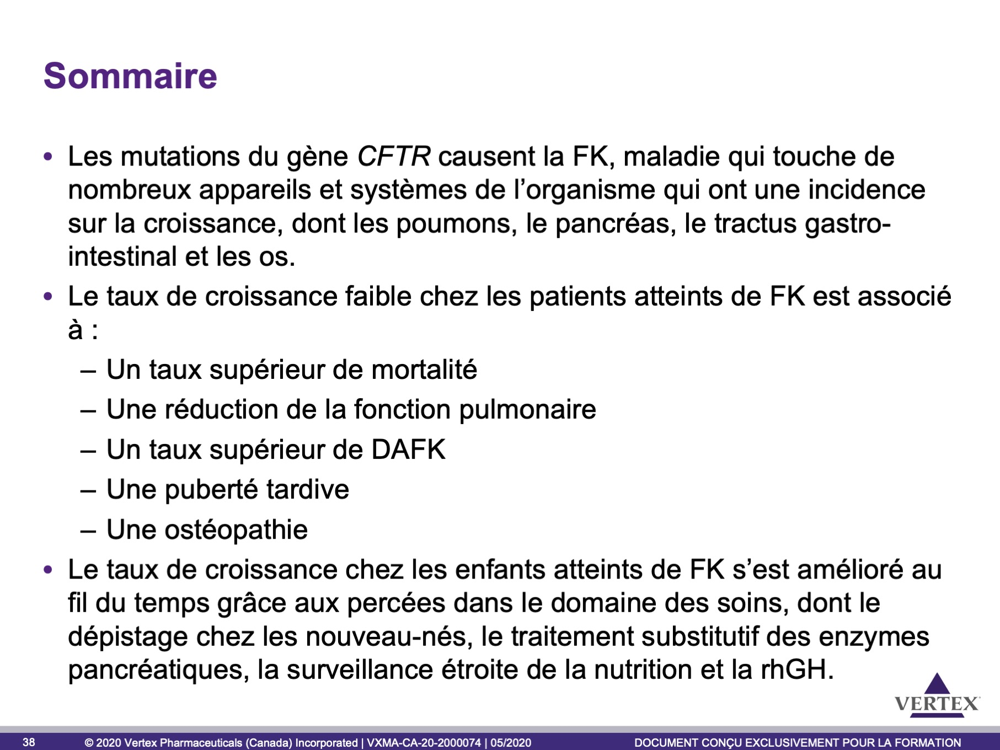 Sommaire
• Les mutations du gène CFTR causent la FK, maladie qui touche de
nombreux appareils et systèmes de l’organisme qui ont une incidence
sur la croissance, dont les poumons, le pancréas, le tractus gastro-
intestinal et les os.
• Le taux de croissance faible chez les patients atteints de FK est associé
à :
– Un taux supérieur de mortalité
– Une réduction de la fonction pulmonaire
– Un taux supérieur de DAFK
– Une puberté tardive
– Une ostéopathie
• Le taux de croissance chez les enfants atteints de FK s’est amélioré au
fil du temps grâce aux percées dans le domaine des soins, dont le
dépistage chez les nouveau-nés, le traitement substitutif des enzymes
pancréatiques, la surveillance étroite de la nutrition et la rhGH.
VERTEX
38 © 2020 Vertex Pharmaceuticals (Canada) Incorporated | VXMA-CA-20-2000074 | 05/2020 DOCUMENT CONÇU EXCLUSIVEMENT POUR LA FORMATION